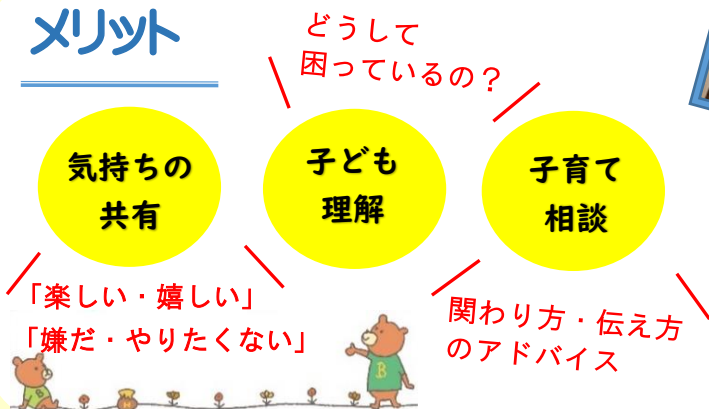 メリット
どうして
困っているの？
気持ちの
共有
子ども
理解
子育て
相談
「楽しい・嬉しい」
「嫌だ・やりたくない」
関わり方・伝え方
のアドバイス
B
B